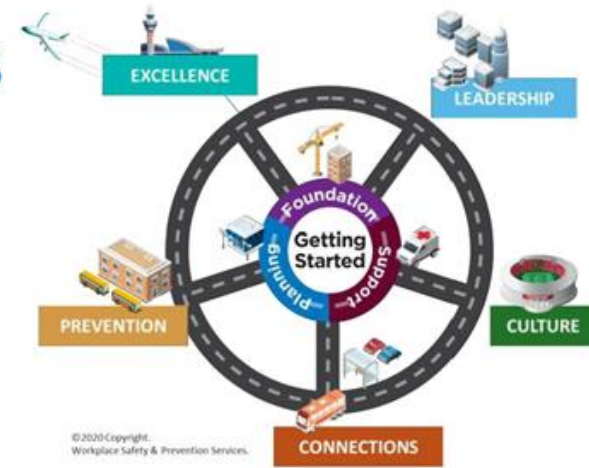 EXCELLENCE
LEADERSHIP
Foundation
Getting
Started
Planning
Support
PREVENTION
CULTURE
CONNECTIONS
©2020 Copyright.
Workplace Safety & Prevention Services.